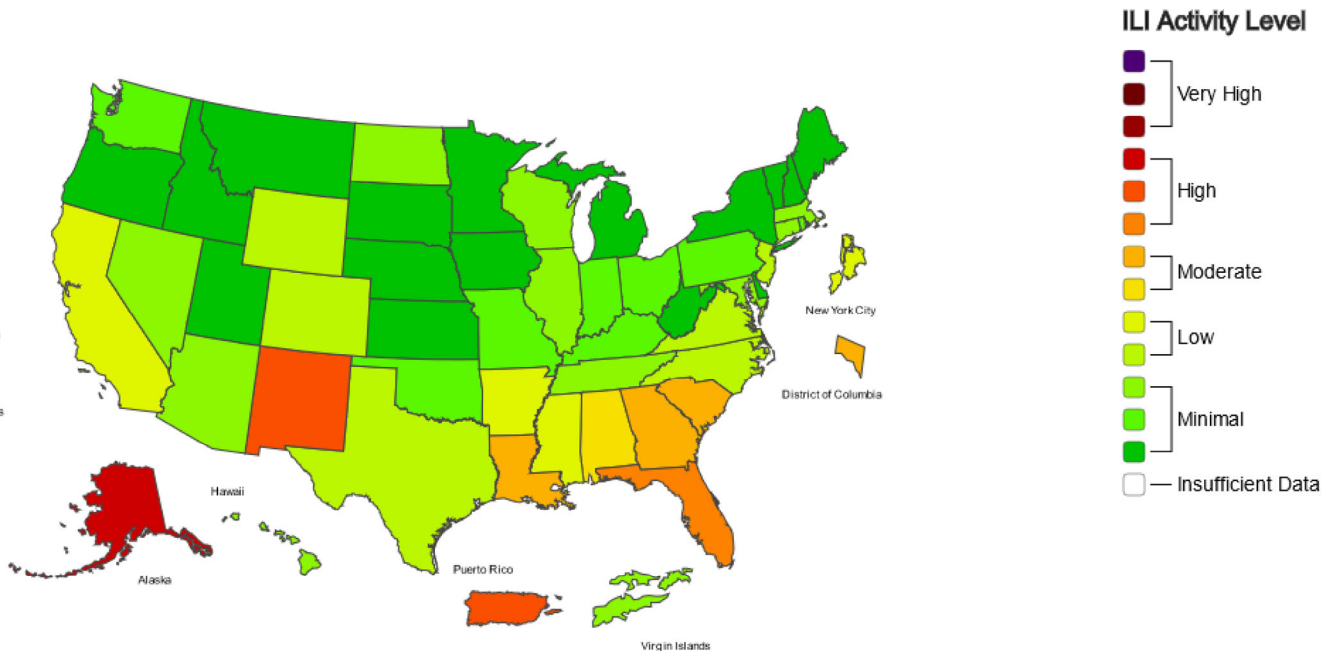 ILI Activity Level
Very High
High
Moderate
Low
Minimal
Insufficient Data
New York City
District of Columbia
Hawaii
Alaska
Puerto Rico
Virgin Islands